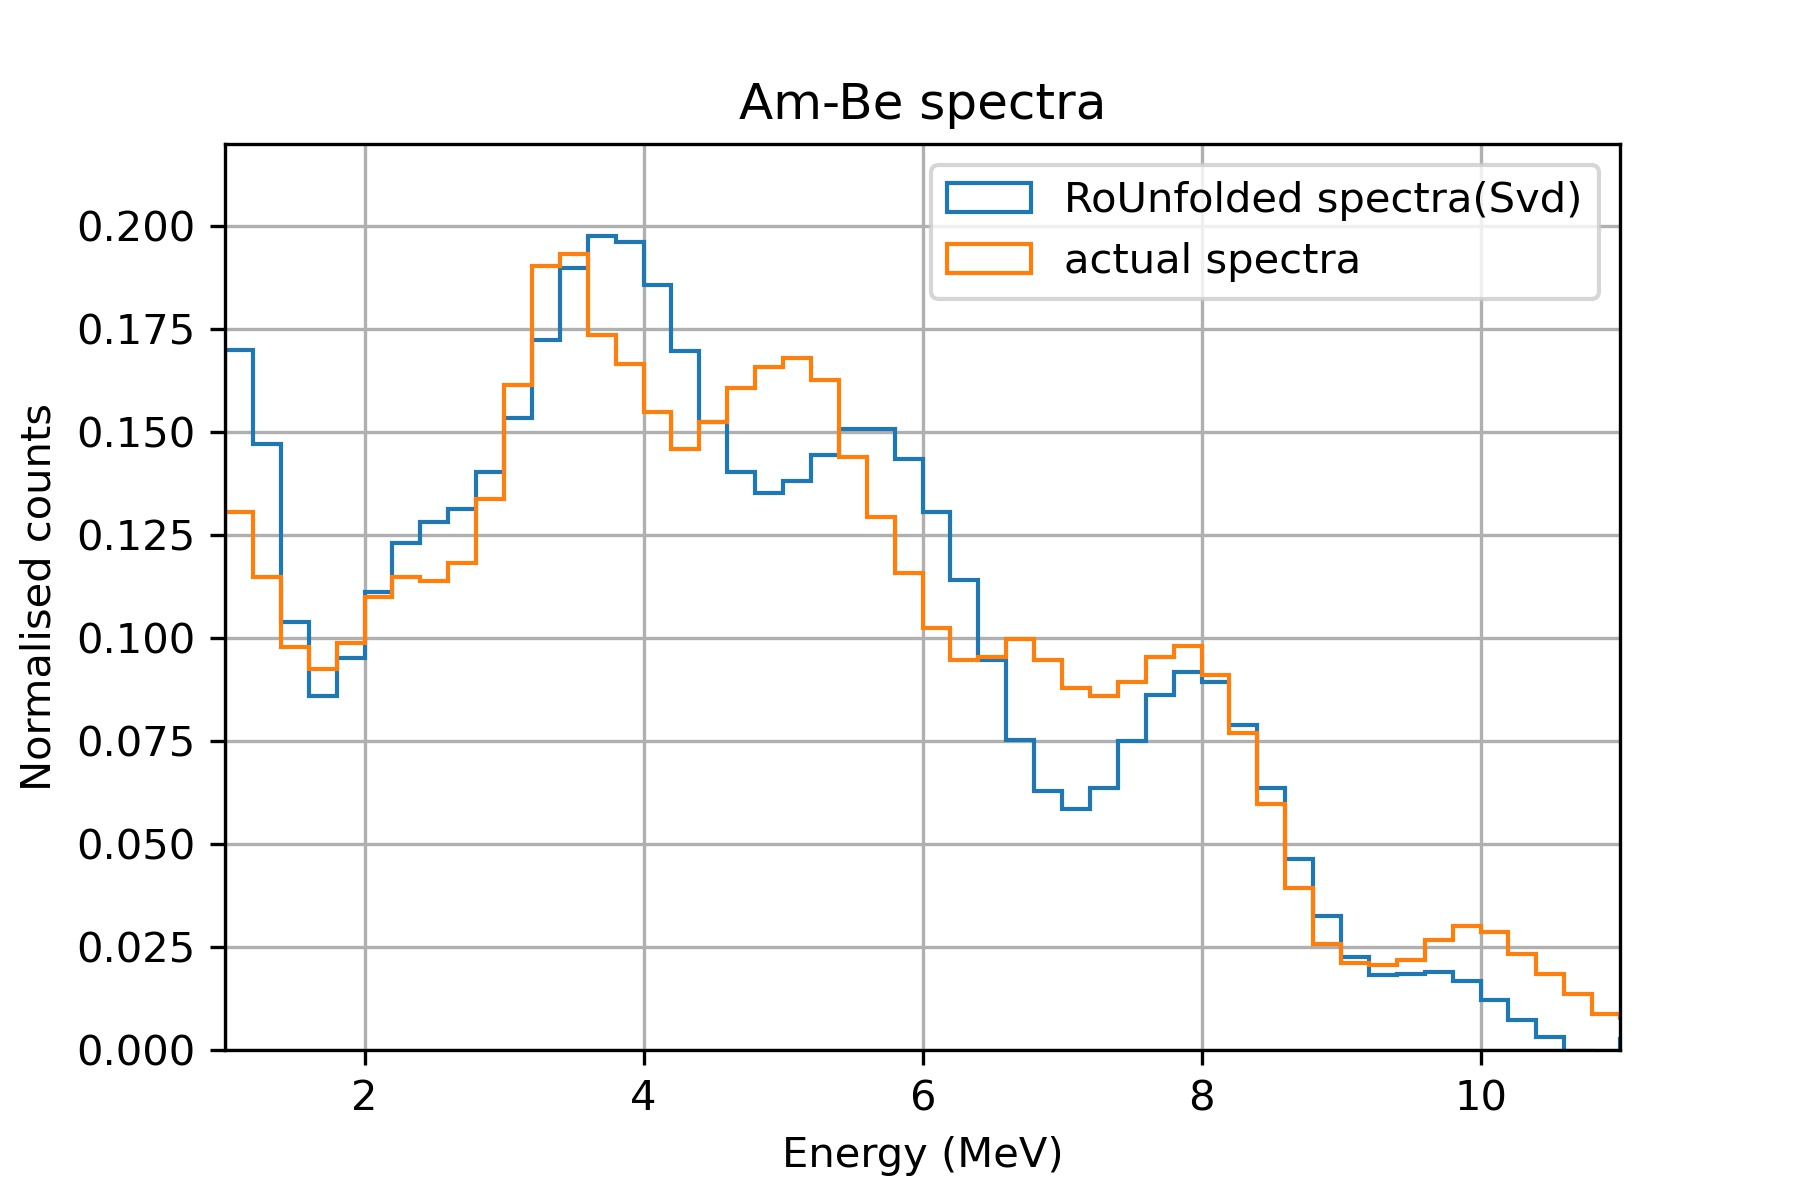 Am-Be spectra
RoUnfolded spectra(Svd)
actual spectra
Normalised counts
0.200
0.175
0.150
0.125
0.100
0.075
0.050
0.025
0.000
2 4 6 8 10
Energy (MeV)